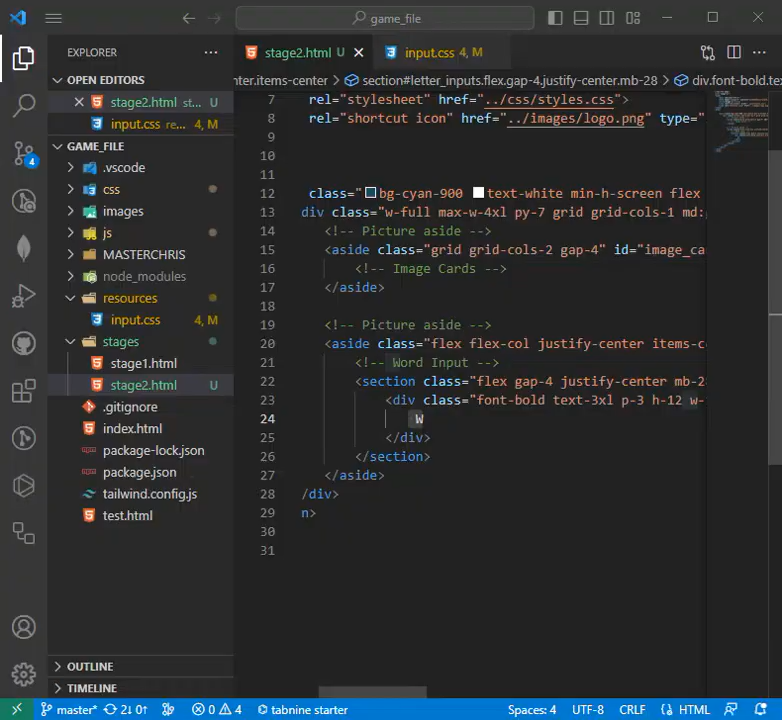 game_file
EXPLORER
OPEN EDITORS
stage2.html st... U
input.css re... 4, M
GAME_FILE
.vscode
css
images
js
MASTERCHRIS
node_modules
resources
input.css 4, M
stages
stage1.html
stage2.html U
.gitignore
index.html
package-lock.json
package.json
tailwind.config.js
test.html
OUTLINE
TIMELINE
4
stage2.html U
input.css 4, M
nter.items-center > section#letter_inputs.flex.gap-4.justify-center.mb-28 > div.font-bold.te
7 rel="stylesheet" href="../css/styles.css">
8 rel="shortcut icon" href="../images/logo.png" type="
9
10
11
12 class="bg-cyan-900 text-white min-h-screen flex
13 div class="w-full max-w-4xl py-7 grid grid-cols-1 md:
14 <!-- Picture aside -->
15 <aside class="grid grid-cols-2 gap-4" id="image_ca
16 <!-- Image Cards -->
17 </aside>
18
19 <!-- Picture aside -->
20 <aside class="flex flex-col justify-center items-c
21 <!-- Word Input -->
22 <section class="flex gap-4 justify-center mb-2
23 <div class="font-bold text-3xl p-3 h-12 w-
24 W
25 </div>
26 </section>
27 </aside>
28 /div>
29 n>
30
31
master* 2↓ 0↑ 0 4 tabnine starter Spaces: 4 UTF-8 CRLF HTML